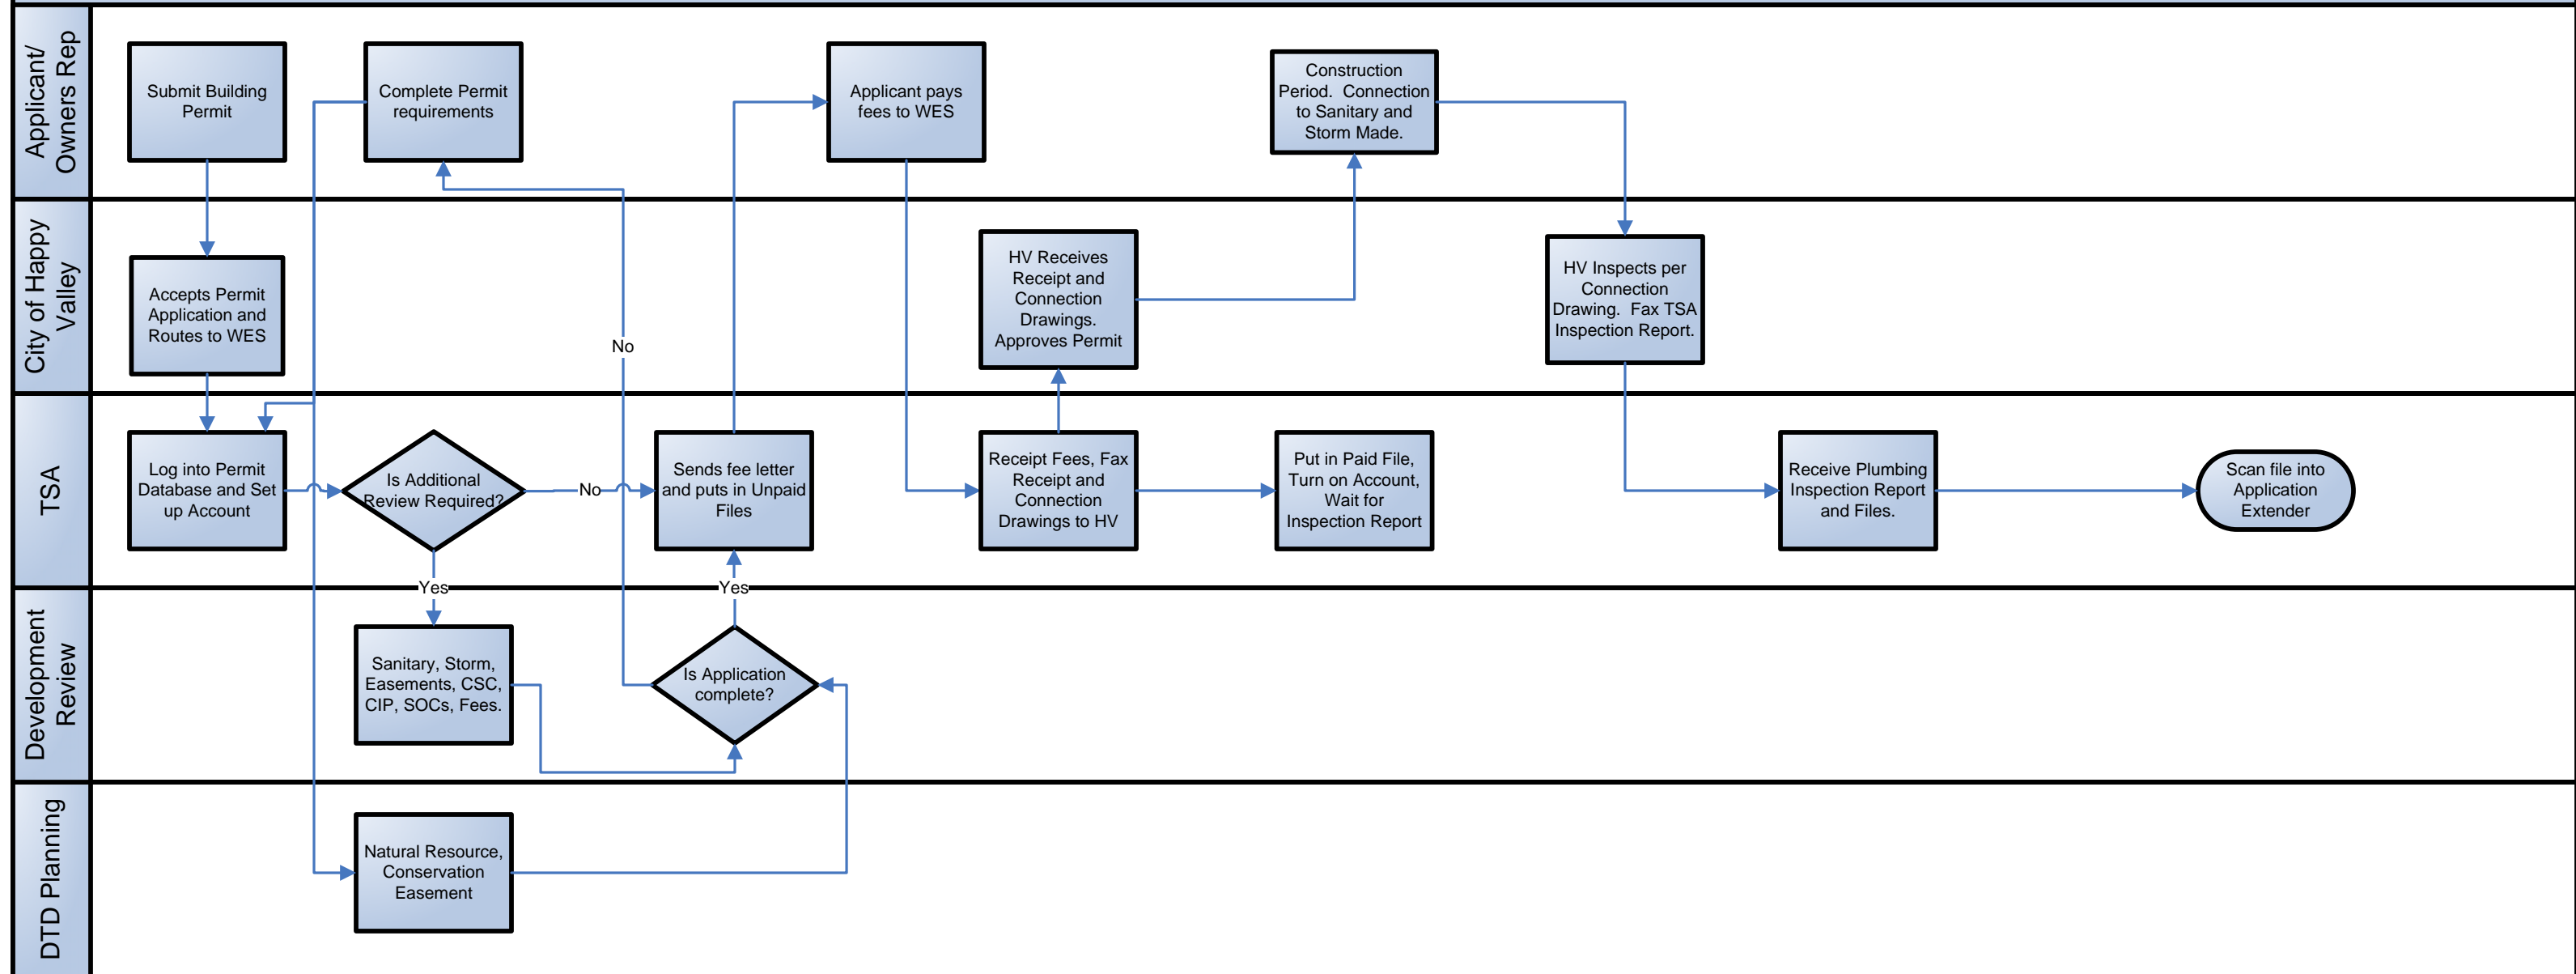 Applicant/
Owners Rep
Submit Building
Permit
Complete Permit
requirements
Applicant pays
fees to WES
Construction
Period.  Connection
to Sanitary and
Storm Made.
City of Happy
Valley
Accepts Permit
Application and
Routes to WES
No
HV Receives
Receipt and
Connection
Drawings.
Approves Permit
HV Inspects per
Connection
Drawing.  Fax TSA
Inspection Report.
TSA
Log into Permit
Database and Set
up Account
Is Additional
Review Required?
No
Sends fee letter
and puts in Unpaid
Files
Receipt Fees, Fax
Receipt and
Connection
Drawings to HV
Put in Paid File,
Turn on Account,
Wait for
Inspection Report
Receive Plumbing
Inspection Report
and Files.
Scan file into
Application
Extender
Yes
Yes
Development
Review
Sanitary, Storm,
Easements, CSC,
CIP, SOCs, Fees.
Is Application
complete?
DTD Planning
Natural Resource,
Conservation
Easement